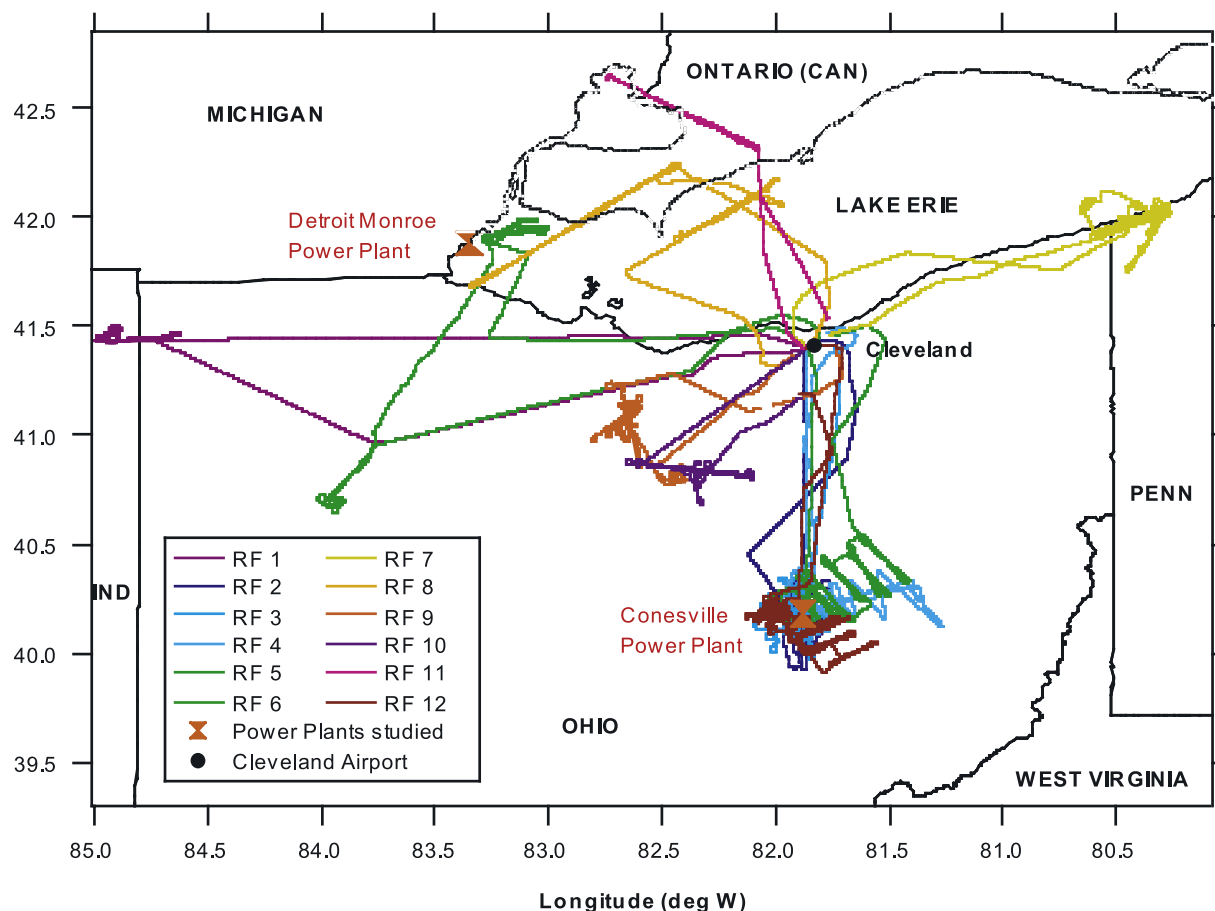 ONTARIO (CAN)
MICHIGAN
42.5
LAKE ERIE
42.0
Detroit Monroe
Power Plant
41.5
Cleveland
41.0
PENN
40.5
RF 1
RF 7
RF 2
RF 8
IND
RF 3
RF 9
Conesville
Power Plant
40.0
RF 4
RF 10
RF 5
RF 11
RF 6
RF 12
Power Plants studied
OHIO
Cleveland Airport
39.5
WEST VIRGINIA
85.0 84.5 84.0 83.5 83.0 82.5 82.0 81.5 81.0 80.5
Longitude (deg W)